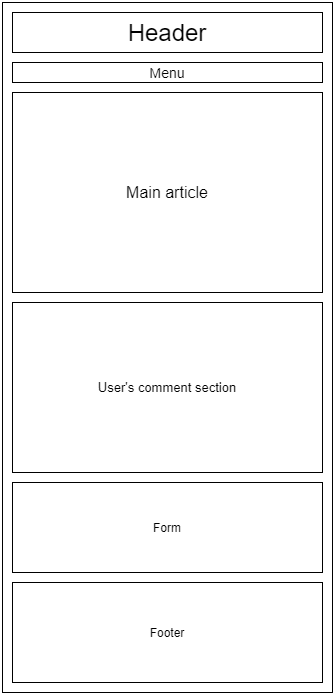 Header
Menu
Main article
User's comment section
Form
Footer